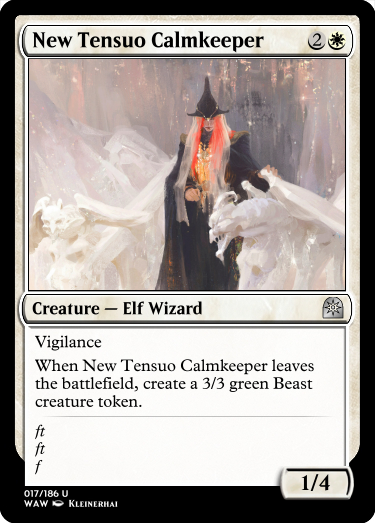 New Tensuo Calmkeeper 2
Creature — Elf Wizard
Vigilance
When New Tensuo Calmkeeper leaves
the battlefield, create a 3/3 green Beast
creature token.
ft
ft
f
1/4
017/186 U
WAW Kleinerhai